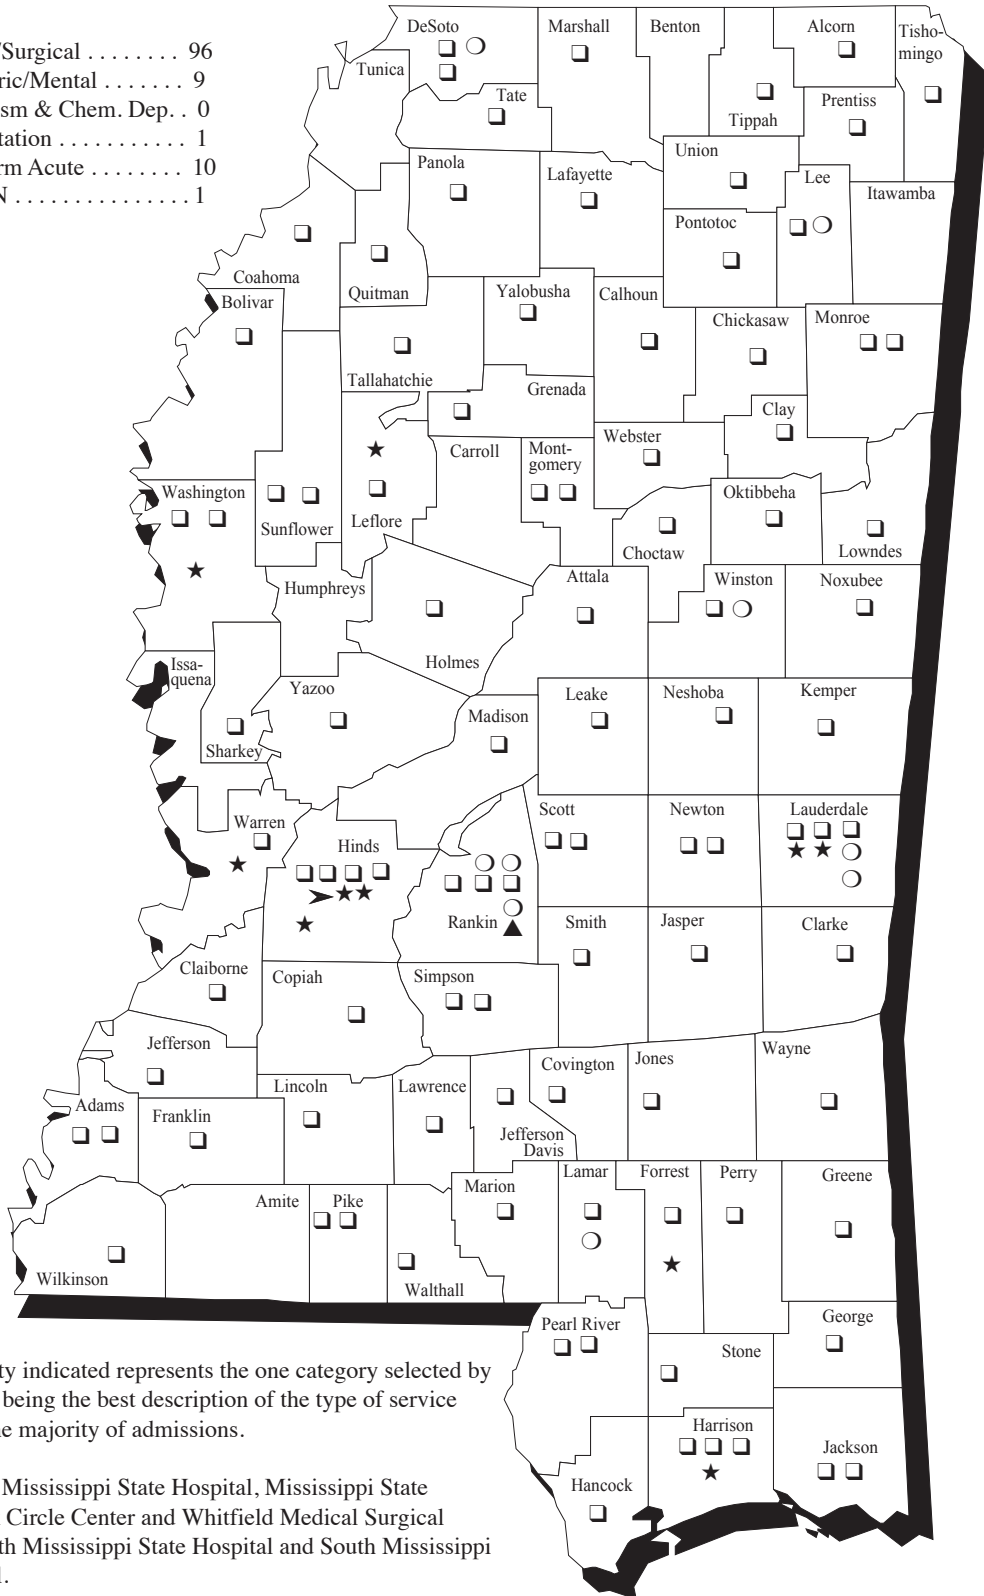 /Surgical . . . . . . . . 96
ric/Mental . . . . . . . 9
sm & Chem. Dep. . 0
tation . . . . . . . . . . . 1
rm Acute . . . . . . . . 10
N . . . . . . . . . . . . . . . 1
DeSoto
Marshall
Benton
Alcorn
Tisho-
mingo
Tunica
Tate
Tippah
Prentiss
Panola
Lafayette
Union
Lee
Itawamba
Pontotoc
Coahoma
Quitman
Bolivar
Yalobusha
Calhoun
Chickasaw
Monroe
Tallahatchie
Grenada
Clay
Carroll
Mont-
gomery
Webster
Washington
Sunflower
Leflore
Oktibbeha
Choctaw
Lowndes
Humphreys
Attala
Winston
Noxubee
Holmes
Issa-
quena
Yazoo
Leake
Neshoba
Kemper
Sharkey
Madison
Warren
Hinds
Scott
Newton
Lauderdale
Rankin
Smith
Jasper
Clarke
Claiborne
Copiah
Simpson
Jefferson
Lincoln
Lawrence
Covington
Jones
Wayne
Adams
Franklin
Jefferson
Davis
Amite
Pike
Marion
Lamar
Forrest
Perry
Greene
Wilkinson
Walthall
Pearl River
Stone
George
Harrison
Hancock
Jackson
ty indicated represents the one category selected by
being the best description of the type of service
e majority of admissions.
Mississippi State Hospital, Mississippi State
Circle Center and Whitfield Medical Surgical
th Mississippi State Hospital and South Mississippi
l.